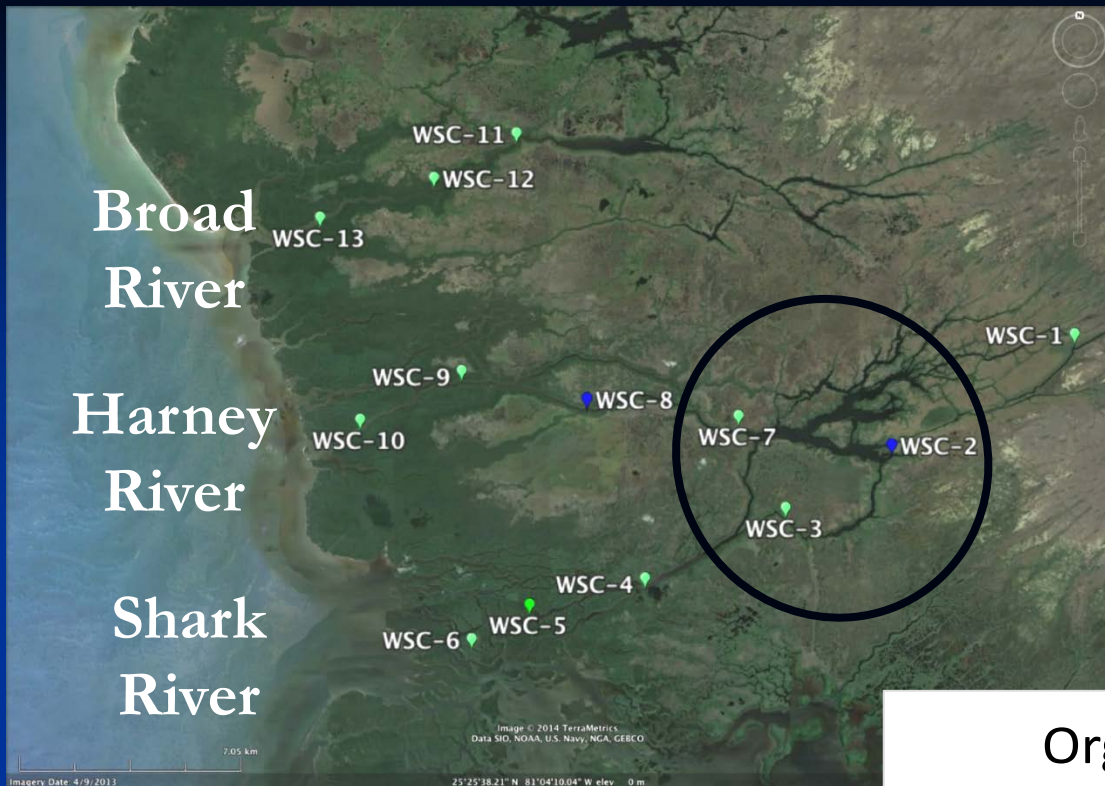 WSC-11
WSC-12
Broad
River
WSC-13
WSC-1
WSC-9
WSC-8
Harney
River
WSC-10
WSC-7
WSC-2
WSC-3
Shark
River
WSC-4
WSC-5
WSC-6
Image © 2014 TerraMetrics
Data SIO, NOAA, U.S. Navy, NGA, GEBCO
7.05 km
Imagery Date: 4/9/2013
25°25'38.21" N 81°04'10.04" W elev 0 m
N